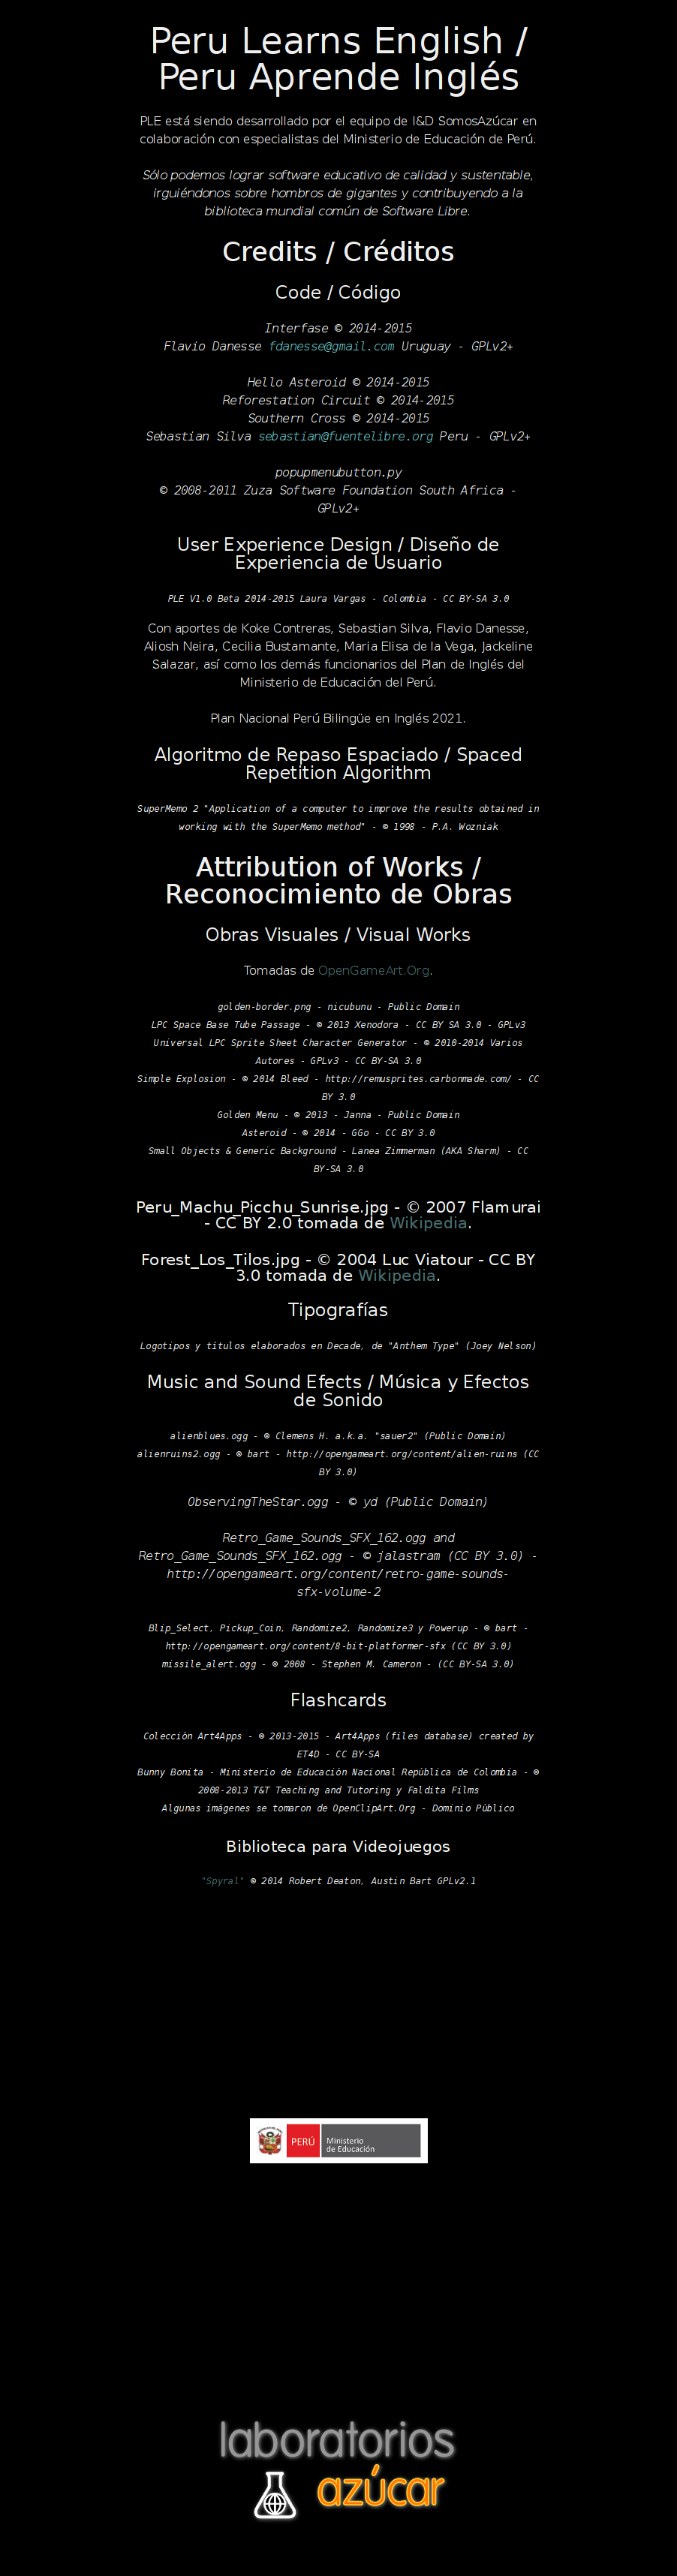 Peru Learns English /
Peru Aprende Inglés
PLE está siendo desarrollado por el equipo de I&D SomosAzúcar en
colaboración con especialistas del Ministerio de Educación de Perú.
Sólo podemos lograr software educativo de calidad y sustentable,
irguiéndonos sobre hombros de gigantes y contribuyendo a la
biblioteca mundial común de Software Libre.
Credits / Créditos
Code / Código
Interfase © 2014-2015
Flavio Danesse fdanesse@gmail.com Uruguay - GPLv2+
Hello Asteroid © 2014-2015
Reforestation Circuit © 2014-2015
Southern Cross © 2014-2015
Sebastian Silva sebastian@fuentelibre.org Peru - GPLv2+
popupmenubutton.py
© 2008-2011 Zuza Software Foundation South Africa -
GPLv2+
User Experience Design / Diseño de
Experiencia de Usuario
PLE V1.0 Beta 2014-2015 Laura Vargas - Colombia - CC BY-SA 3.0
Con aportes de Koke Contreras, Sebastian Silva, Flavio Danesse,
Aliosh Neira, Cecilia Bustamante, Maria Elisa de la Vega, Jackeline
Salazar, así como los demás funcionarios del Plan de Inglés del
Ministerio de Educación del Perú.
Plan Nacional Perú Bilingüe en Inglés 2021.
Algoritmo de Repaso Espaciado / Spaced
Repetition Algorithm
SuperMemo 2 "Application of a computer to improve the results obtained in
working with the SuperMemo method" - © 1998 - P.A. Wozniak
Attribution of Works /
Reconocimiento de Obras
Obras Visuales / Visual Works
Tomadas de OpenGameArt.Org.
golden-border.png - nicubunu - Public Domain
LPC Space Base Tube Passage - © 2013 Xenodora - CC BY SA 3.0 - GPLv3
Universal LPC Sprite Sheet Character Generator - © 2010-2014 Varios
Autores - GPLv3 - CC BY-SA 3.0
Simple Explosion - © 2014 Bleed - http://remusprites.carbonmade.com/ - CC
BY 3.0
Golden Menu - © 2013 - Janna - Public Domain
Asteroid - © 2014 - GGo - CC BY 3.0
Small Objects & Generic Background - Lanea Zimmerman (AKA Sharm) - CC
BY-SA 3.0
Peru_Machu_Picchu_Sunrise.jpg - © 2007 Flamurai
- CC BY 2.0 tomada de Wikipedia.
Forest_Los_Tilos.jpg - © 2004 Luc Viatour - CC BY
3.0 tomada de Wikipedia.
Tipografías
Logotipos y títulos elaborados en Decade, de "Anthem Type" (Joey Nelson)
Music and Sound Efects / Música y Efectos
de Sonido
alienblues.ogg - © Clemens H. a.k.a. "sauer2" (Public Domain)
alienruins2.ogg - © bart - http://opengameart.org/content/alien-ruins (CC
BY 3.0)
ObservingTheStar.ogg - © yd (Public Domain)
Retro_Game_Sounds_SFX_162.ogg and
Retro_Game_Sounds_SFX_162.ogg - © jalastram (CC BY 3.0) -
http://opengameart.org/content/retro-game-sounds-
sfx-volume-2
Blip_Select, Pickup_Coin, Randomize2, Randomize3 y Powerup - © bart -
http://opengameart.org/content/8-bit-platformer-sfx (CC BY 3.0)
missile_alert.ogg - © 2008 - Stephen M. Cameron - (CC BY-SA 3.0)
Flashcards
Colección Art4Apps - © 2013-2015 - Art4Apps (files database) created by
ET4D - CC BY-SA
Bunny Bonita - Ministerio de Educación Nacional República de Colombia - ©
2008-2013 T&T Teaching and Tutoring y Faldita Films
Algunas imágenes se tomaron de OpenClipArt.Org - Dominio Público
Biblioteca para Videojuegos
"Spyral" © 2014 Robert Deaton, Austin Bart GPLv2.1
PERÚ
Ministerio
de Educación
laboratorios
azúcar